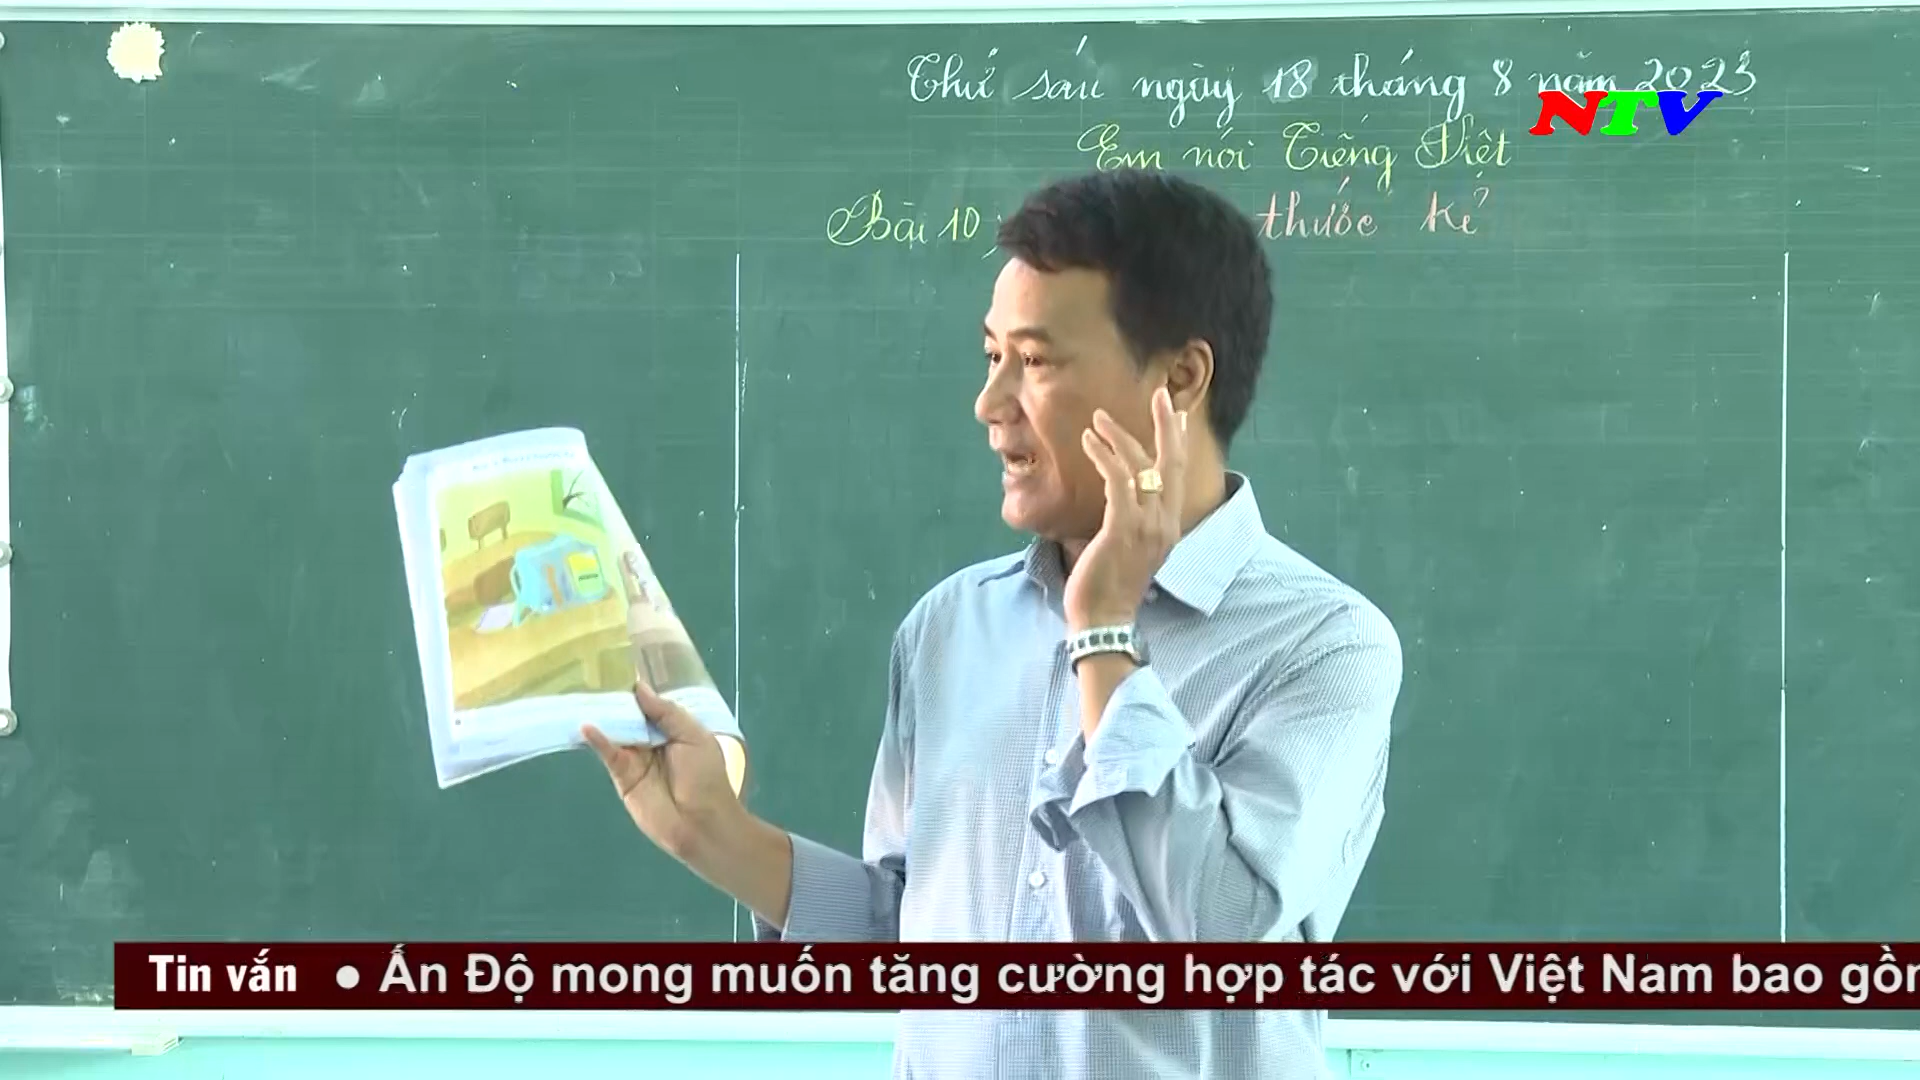 Thứ sáu ngày 18 tháng 8 năm 2023
NTV
Em nói Tiếng Việt
Bài 10 thước kẻ
Tin vắn • Ấn Độ mong muốn tăng cường hợp tác với Việt Nam bao gồm